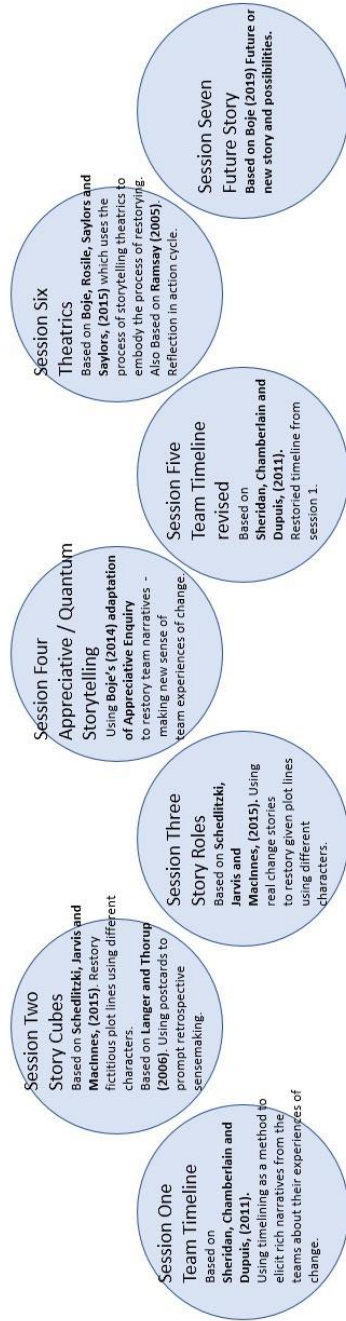 Session One
Team Timeline
Based on
Sheridan, Chamberlain and
Dupuis, (2011).
Using timelining as a method to
elicit rich narratives from the
teams about their experiences of
change.
Session Two
Story Cubes
Based on Schedlitzki, Jarvis and
MacInnes, (2015). Restory
fictitious plot lines using different
characters.
Based on Langer and Thorup
(2006). Using postcards to
prompt retrospective
sensemaking.
Session Three
Story Roles
Based on Schedlitzki,
Jarvis and
MacInnes, (2015). Using
real change stories
to restory given plot lines
using different
characters.
Session Four
Appreciative / Quantum
Storytelling
Using Boje's (2014) adaptation
of Appreciative Enquiry
to restory team narratives -
making new sense of
team experiences of change.
Session Five
Team Timeline
revised
Based on
Sheridan, Chamberlain and
Dupuis, (2011).
Restoried timeline from
session 1.
Session Six
Theatrics
Based on Boje, Rosile, Saylors and
Saylors, (2015) which uses the
process of storytelling theatrics to
embody the process of restorying.
Also Based on Ramsay (2005).
Reflection in action cycle.
Session Seven
Future Story
Based on Boje (2019) Future or
new story and possibilities.